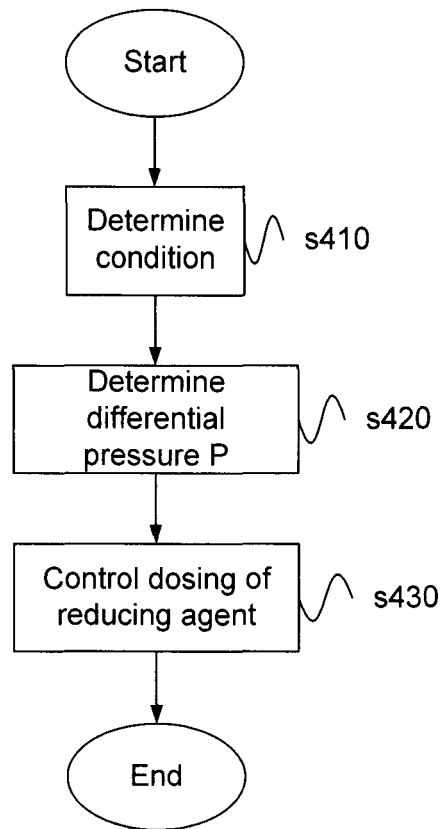 Start
Determine
condition
s410
Determine
differential
pressure P
s420
Control dosing of
reducing agent
s430
End